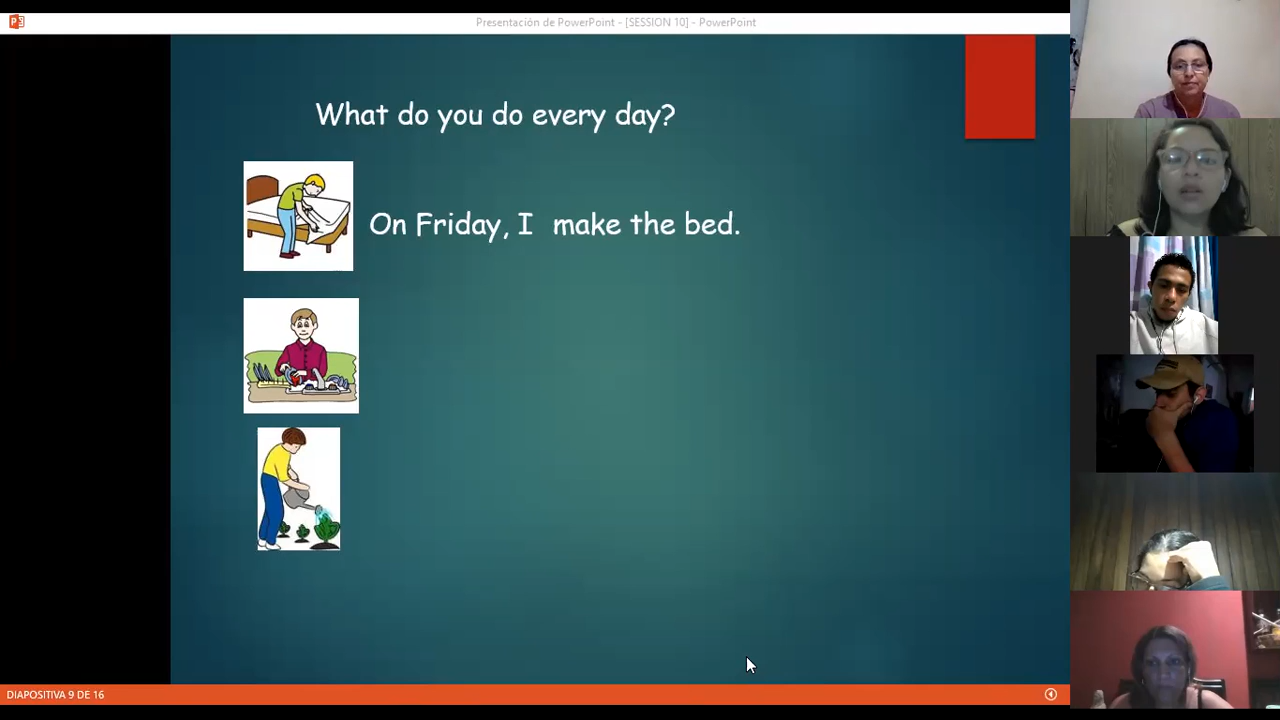 Presentación de PowerPoint - [SESSION 10] - PowerPoint
What do you do every day?
On Friday, I make the bed.
DIAPOSITIVA 9 DE 16